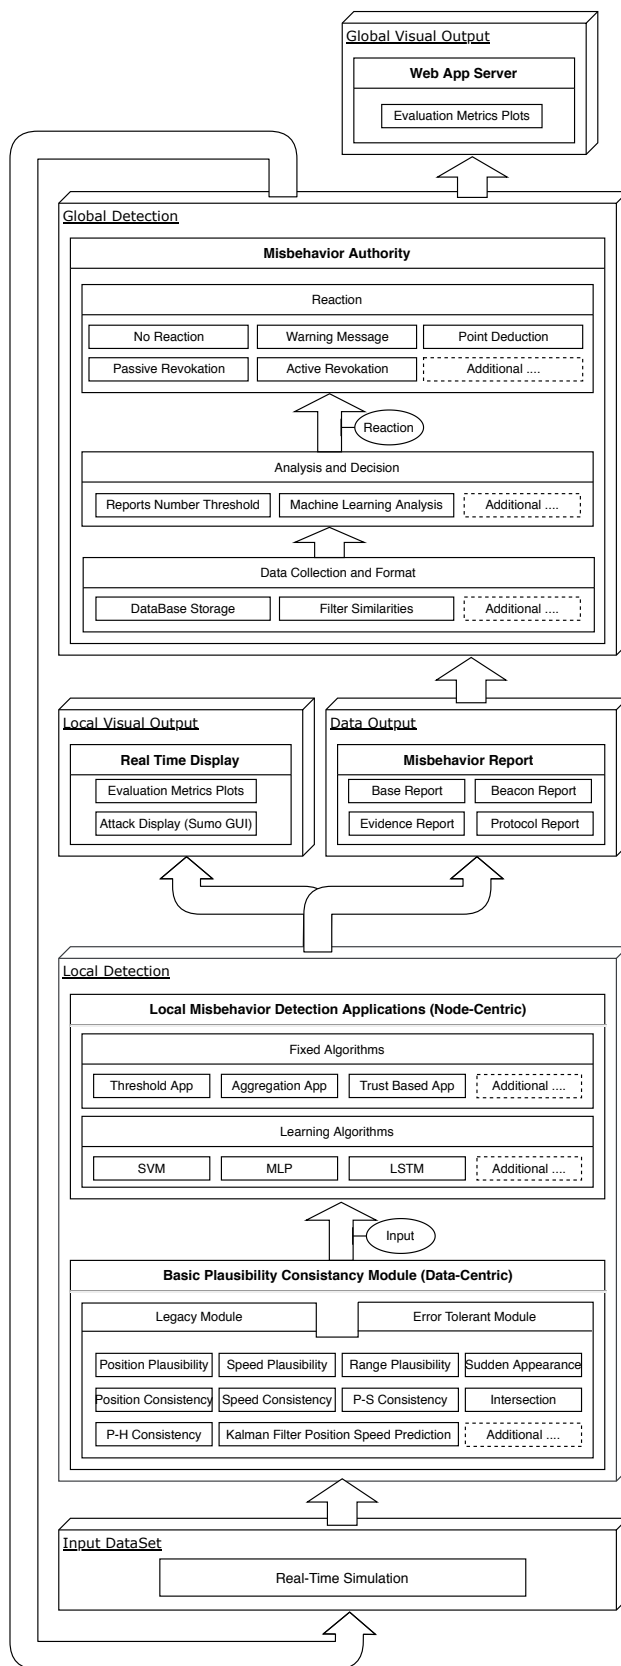 Global Visual Output
Web App Server
Evaluation Metrics Plots
Global Detection
Misbehavior Authority
Reaction
No Reaction
Warning Message
Point Deduction
Passive Revokation
Active Revokation
Additional ....
Reaction
Analysis and Decision
Reports Number Threshold
Machine Learning Analysis
Additional ....
Data Collection and Format
DataBase Storage
Filter Similarities
Additional ....
Local Visual Output
Real Time Display
Evaluation Metrics Plots
Attack Display (Sumo GUI)
Data Output
Misbehavior Report
Base Report
Beacon Report
Evidence Report
Protocol Report
Local Detection
Local Misbehavior Detection Applications (Node-Centric)
Fixed Algorithms
Threshold App
Aggregation App
Trust Based App
Additional ....
Learning Algorithms
SVM
MLP
LSTM
Additional ....
Input
Basic Plausibility Consistancy Module (Data-Centric)
Legacy Module
Error Tolerant Module
Position Plausibility
Speed Plausibility
Range Plausibility
Sudden Appearance
Position Consistency
Speed Consistency
P-S Consistency
Intersection
P-H Consistency
Kalman Filter Position Speed Prediction
Additional ....
Input DataSet
Real-Time Simulation